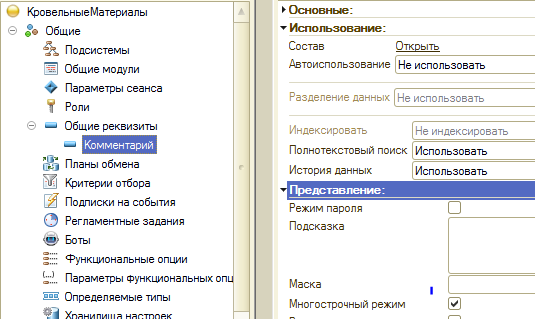 КровельныеМатериалы
Общие
Подсистемы
Общие модули
Параметры сеанса
Роли
Общие реквизиты
Комментарий
Планы обмена
Критерии отбора
Подписки на события
Регламентные задания
Боты
Функциональные опции
Параметры функциональных опц
Определяемые типы
Хранилища настроек
Основные:
Использование:
Состав Открыть
Автоиспользование Не использовать
Разделение данных Не использовать
Индексировать Не индексировать
Полнотекстовый поиск Использовать
История данных Использовать
Представление:
Режим пароля
Подсказка
Маска
Многострочный режим